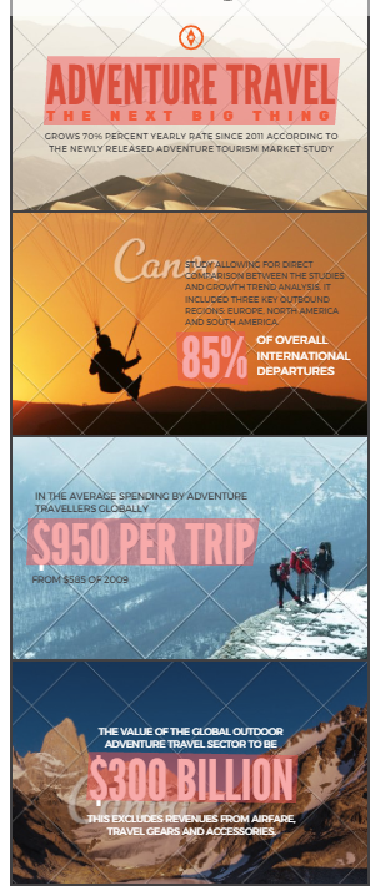 ADVENTURE TRAVEL
THE NEXT BIG THING
GROWS 70% PERCENT YEARLY RATE SINCE 2011 ACCORDING TO
THE NEWLY RELEASED ADVENTURE TOURISM MARKET STUDY
Canva
STUDY ALLOWING FOR DIRECT
COMPARISON BETWEEN THE STUDIES
AND GROWTH TREND ANALYSIS. IT
INCLUDED THREE KEY OUTBOUND
REGIONS: EUROPE, NORTH AMERICA
AND SOUTH AMERICA.
85%
OF OVERALL
INTERNATIONAL
DEPARTURES
IN THE AVERAGE SPENDING BY ADVENTURE
TRAVELLERS GLOBALLY
$950 PER TRIP
FROM $585 OF 2009
THE VALUE OF THE GLOBAL OUTDOOR
ADVENTURE TRAVEL SECTOR TO BE
$300 BILLION
Canva
THIS EXCLUDES REVENUES FROM AIRFARE,
TRAVEL GEARS AND ACCESSORIES.